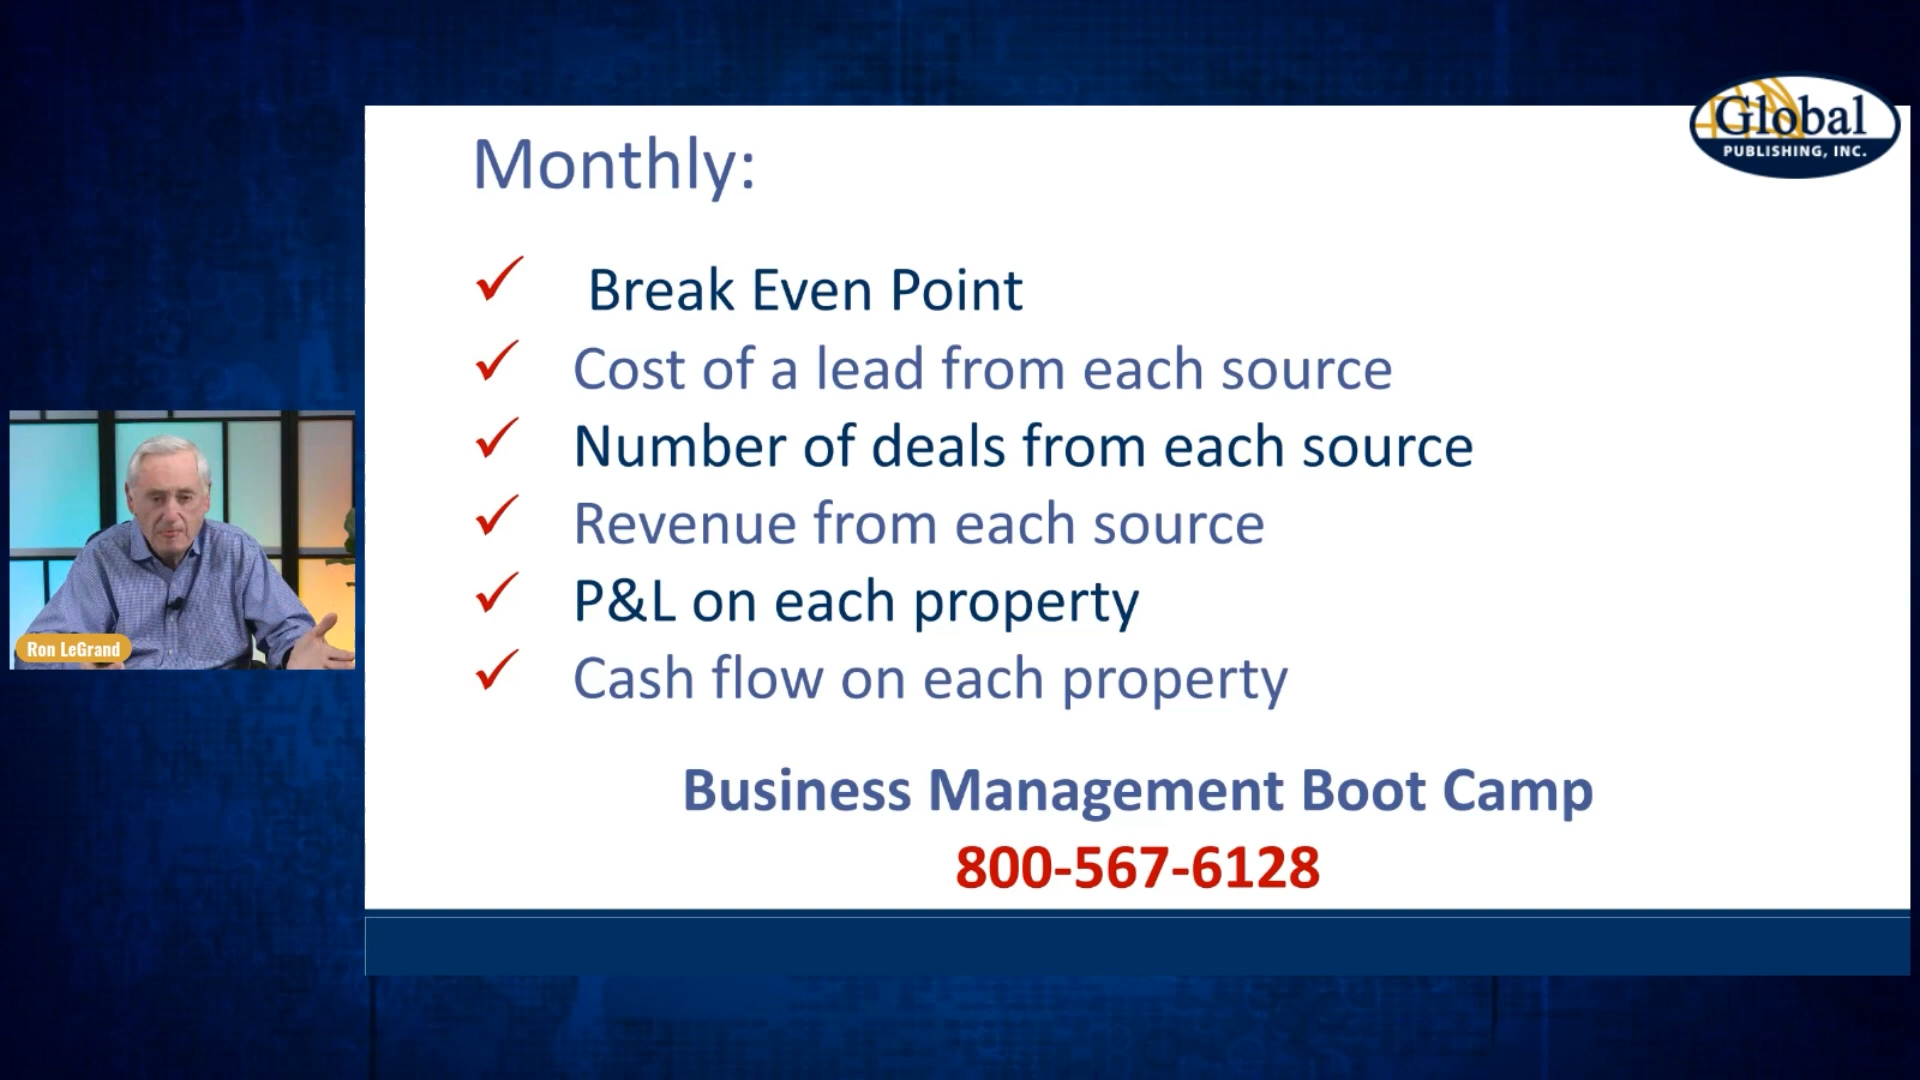 Global
PUBLISHING, INC.
Monthly:
Break Even Point
Cost of a lead from each source
Number of deals from each source
Revenue from each source
P&L on each property
Cash flow on each property
Business Management Boot Camp
800-567-6128
Ron LeGrand